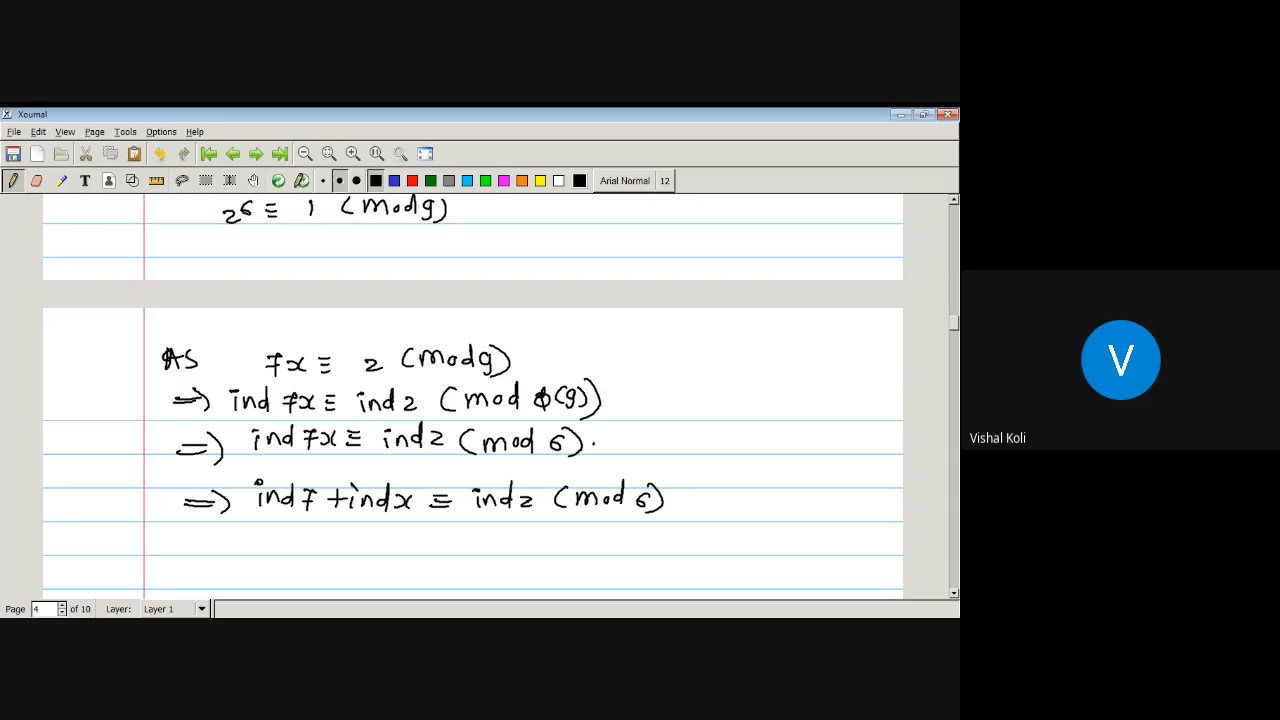 Xournal
File Edit View Page Tools Options Help
Arial Normal 12
2⁶ ≡ 1 (mod 9)
As 7x ≡ 2 (mod 9)
=> ind 7x ≡ ind 2 (mod φ(9))
=> ind 7x ≡ ind 2 (mod 6).
=> ind 7 + ind x ≡ ind 2 (mod 6)
V
Vishal Koli
Page 4 of 10 Layer: Layer 1